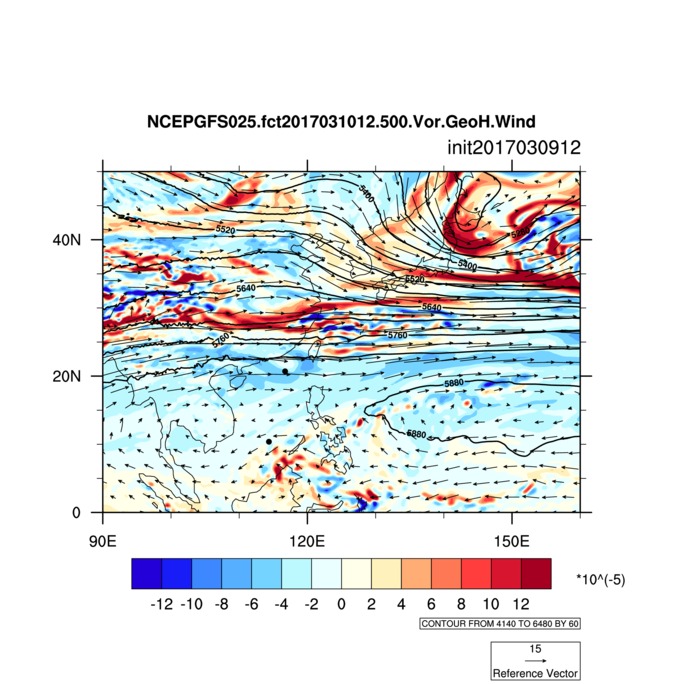 NCEPGFS025.fct2017031012.500.Vor.GeoH.Wind
init2017030912
5400
5520
5280
40N
5400
5520
5640
5640
5760
5760
20N
5880
5880
0
90E 120E 150E
-12 -10 -8 -6 -4 -2 0 2 4 6 8 10 12
*10^(-5)
CONTOUR FROM 4140 TO 6480 BY 60
15
Reference Vector